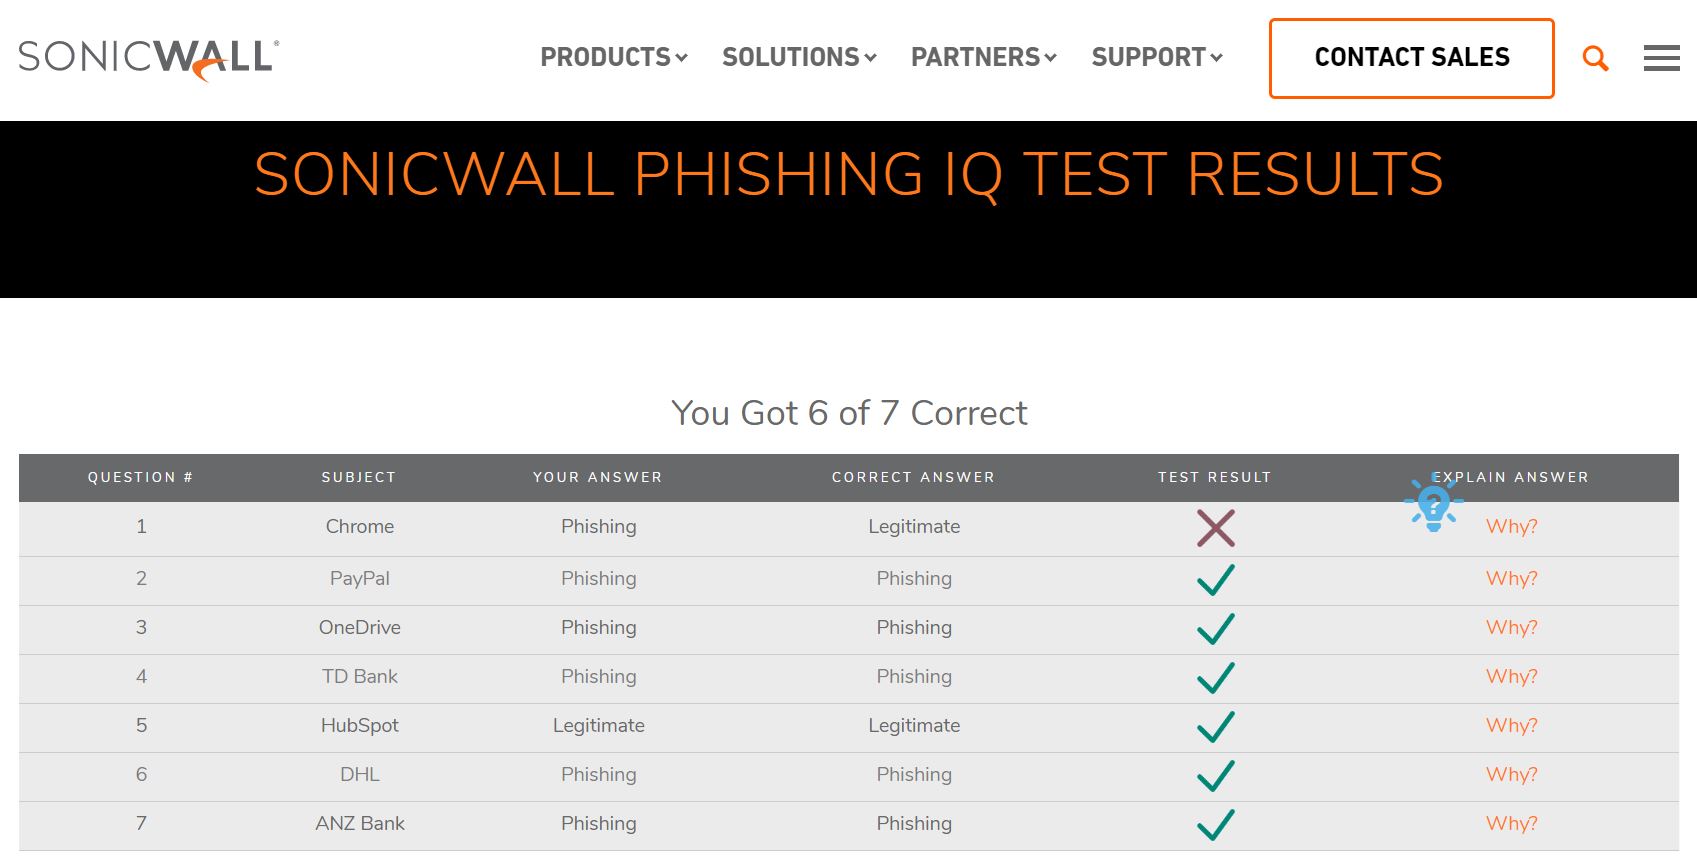 SONICWALL®
PRODUCTS SOLUTIONS PARTNERS SUPPORT CONTACT SALES
SONICWALL PHISHING IQ TEST RESULTS
You Got 6 of 7 Correct
QUESTION # SUBJECT YOUR ANSWER CORRECT ANSWER TEST RESULT EXPLAIN ANSWER
1 Chrome Phishing Legitimate Why?
2 PayPal Phishing Phishing Why?
3 OneDrive Phishing Phishing Why?
4 TD Bank Phishing Phishing Why?
5 HubSpot Legitimate Legitimate Why?
6 DHL Phishing Phishing Why?
7 ANZ Bank Phishing Phishing Why?